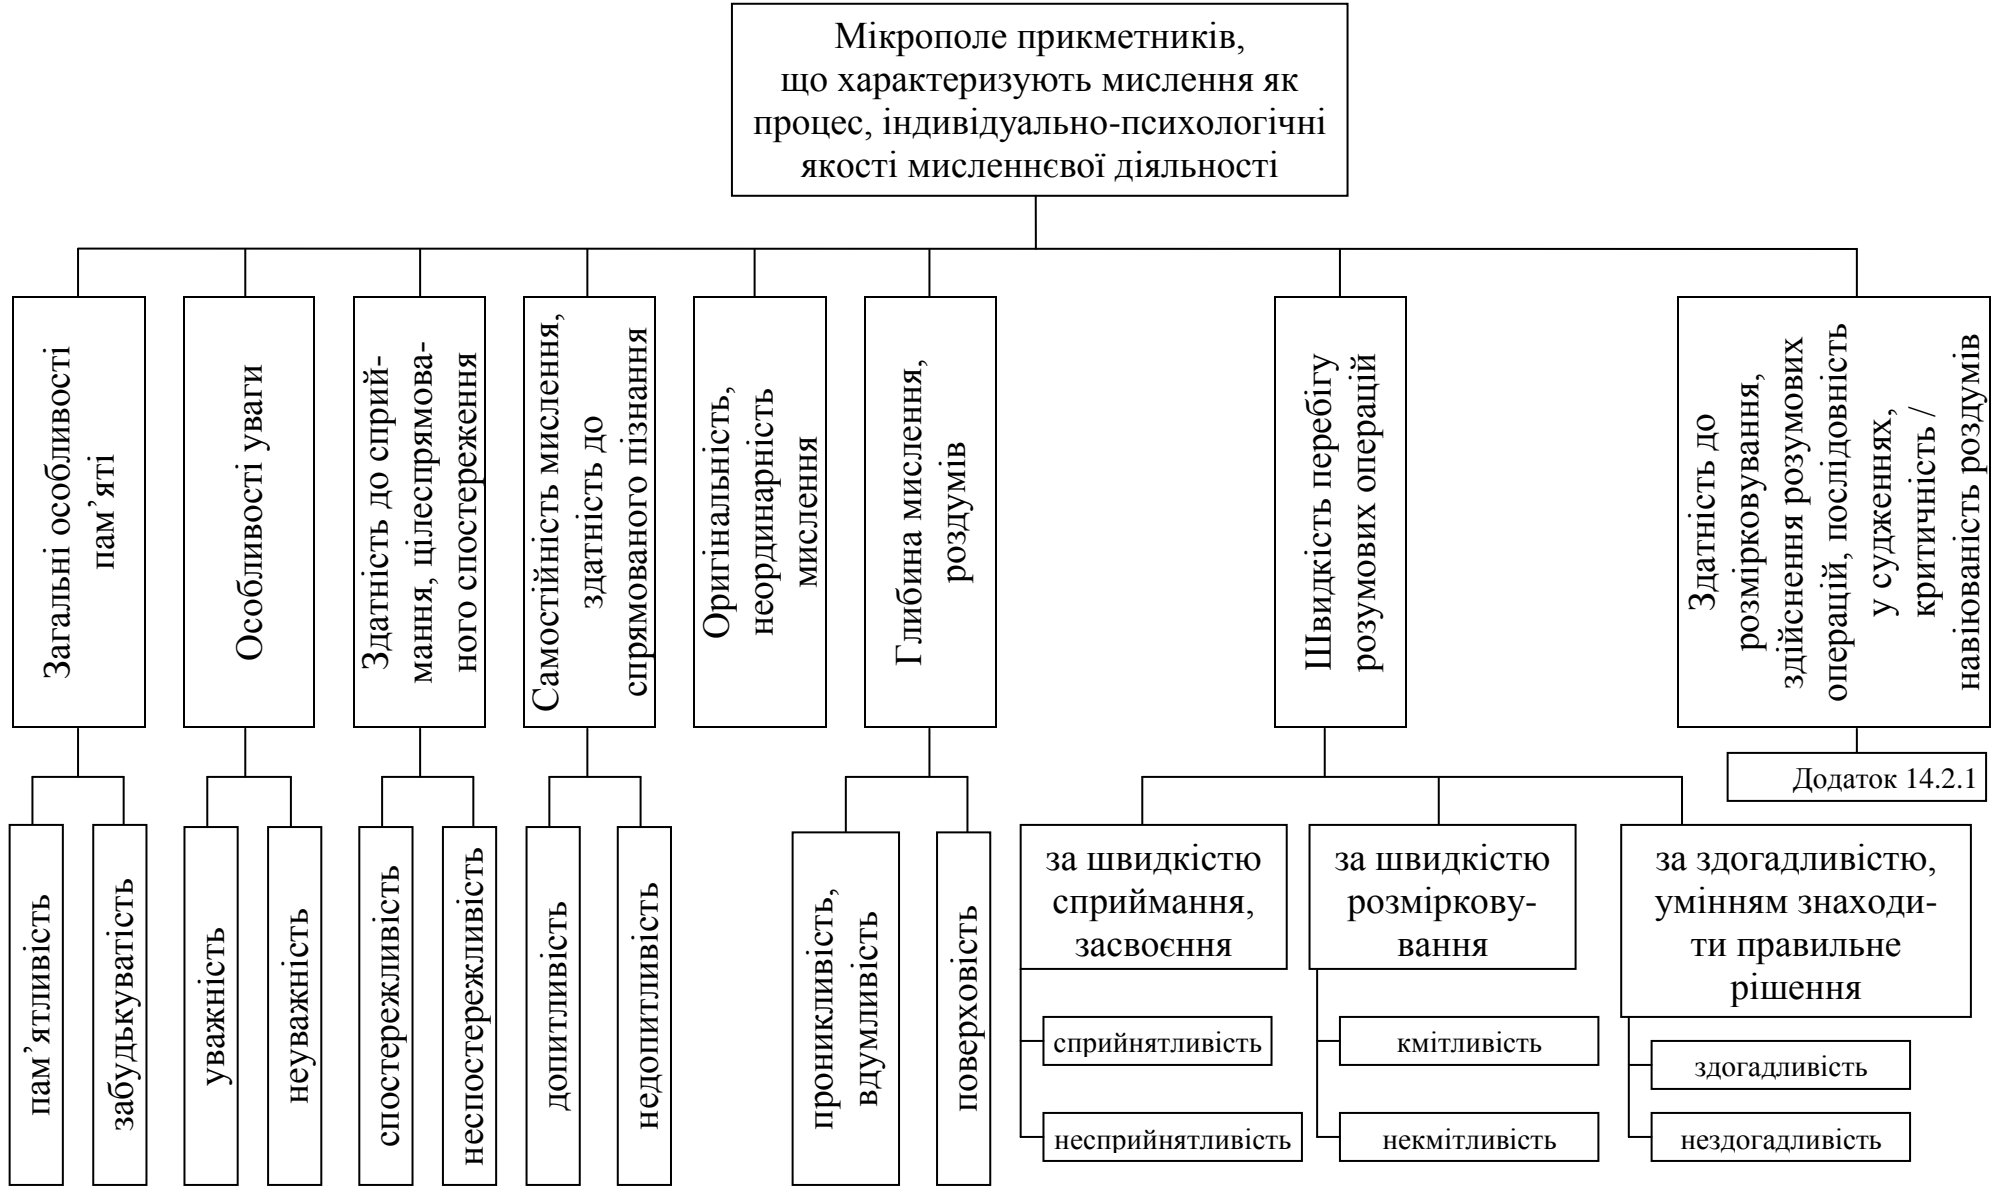 Мікрополе прикметників,
що характеризують мислення як
процес, індивідуально-психологічні
якості мисленнєвої діяльності
Загальні особливості
пам’яті
Особливості уваги
Здатність до сприй-
мання, цілеспрямова-
ного спостереження
Самостійність мислення,
здатність до
спрямованого пізнання
Оригінальність,
неординарність
мислення
Глибина мислення,
роздумів
Швидкість перебігу
розумових операцій
Здатність до
розмірковування,
здійснення розумових
операцій, послідовність
у судженнях,
критичність /
навіюваність роздумів
Додаток 14.2.1
пам’ятливість
забудькуватість
уважність
неуважність
спостережливість
неспостережливість
допитливість
недопитливість
проникливість,
вдумливість
поверховість
за швидкістю
сприймання,
засвоєння
сприйнятливість
несприйнятливість
за швидкістю
розміркову-
вання
кмітливість
некмітливість
за здогадливістю,
умінням знаходи-
ти правильне
рішення
здогадливість
нездогадливість